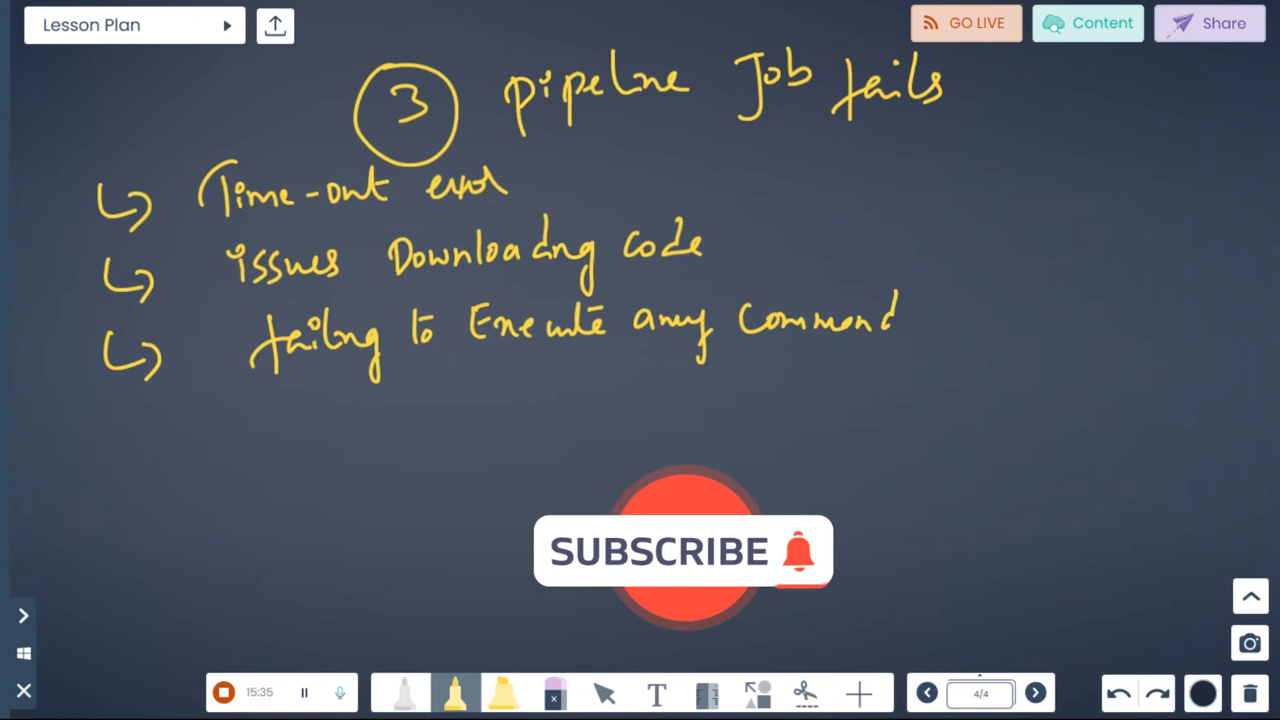 Lesson Plan
GO LIVE
Content
Share
3 pipeline Job fails
Time-out error
issues Downloading code
failing to Execute any Command
SUBSCRIBE
15:35
T
4/4